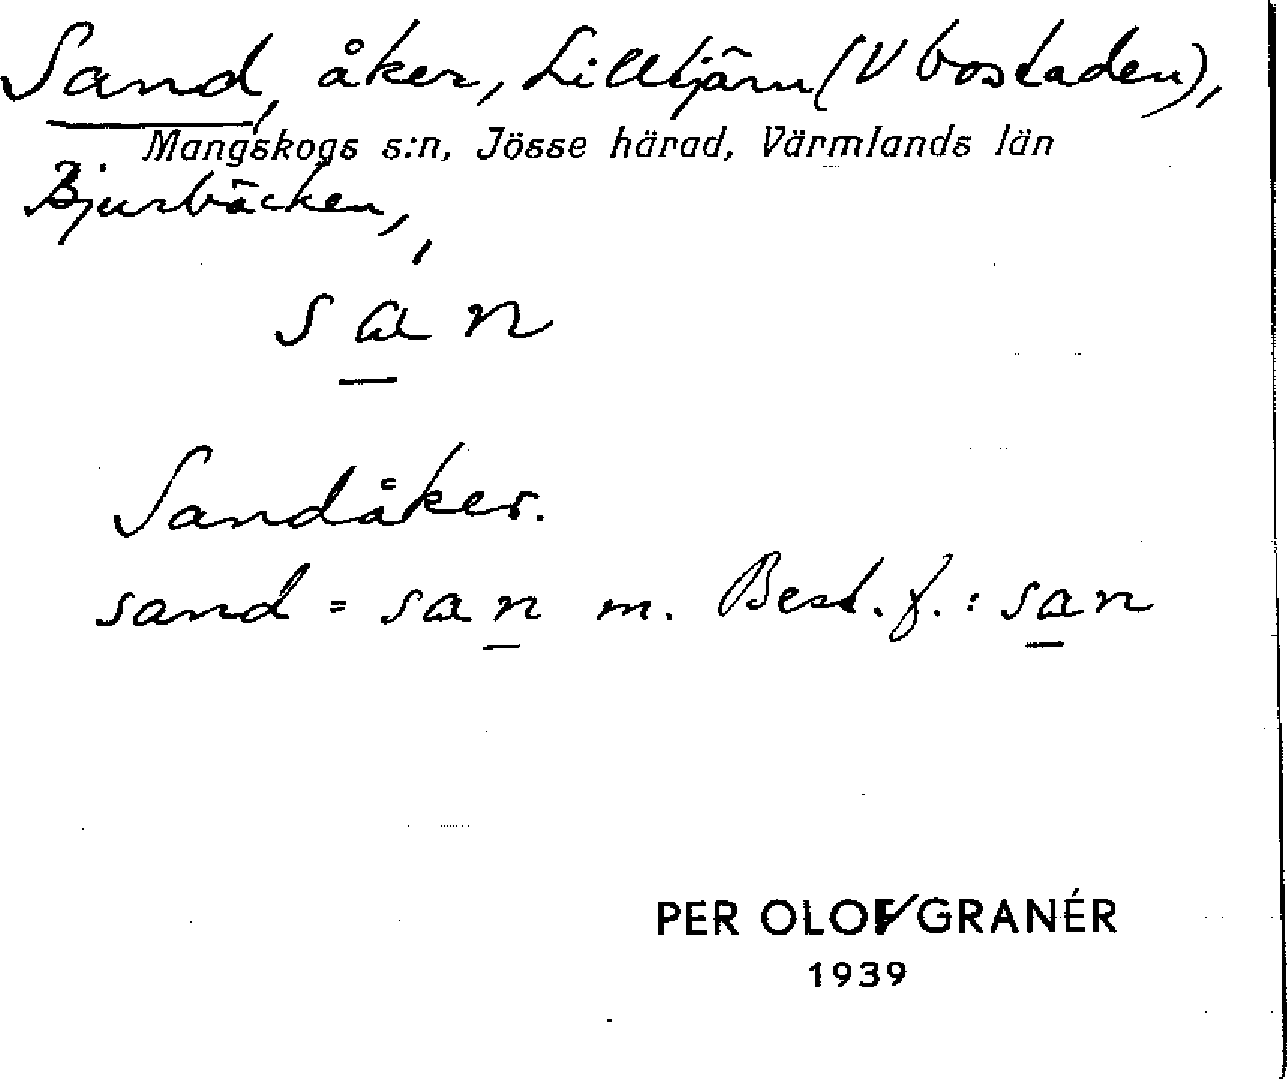 Sand, åker, Lilltjärn (V bostaden),
Mangskogs s:n, Jösse härad, Värmlands län
Bjurbäcken,
san
Sandåker.
sand = san m. Best. f. : san
PER OLOF GRANÉR
1939